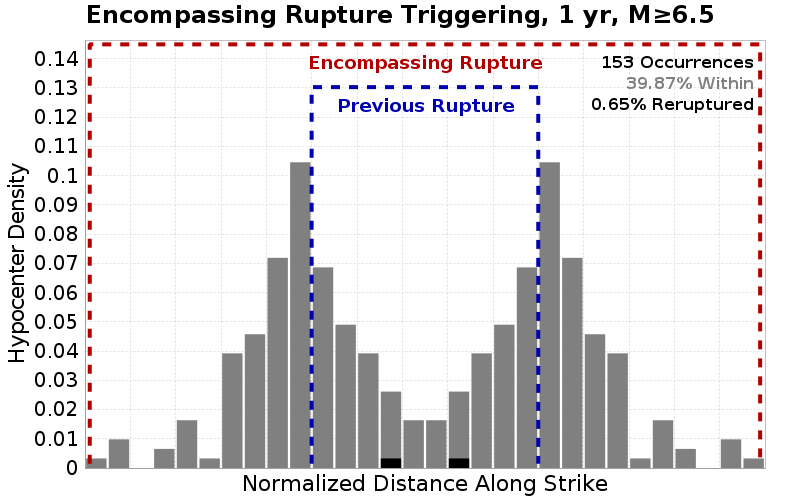 Encompassing Rupture Triggering, 1 yr, M≥6.5
Encompassing Rupture
Previous Rupture
153 Occurrences
39.87% Within
0.65% Reruptured
Hypocenter Density
0.14
0.13
0.12
0.11
0.1
0.09
0.08
0.07
0.06
0.05
0.04
0.03
0.02
0.01
0
Normalized Distance Along Strike